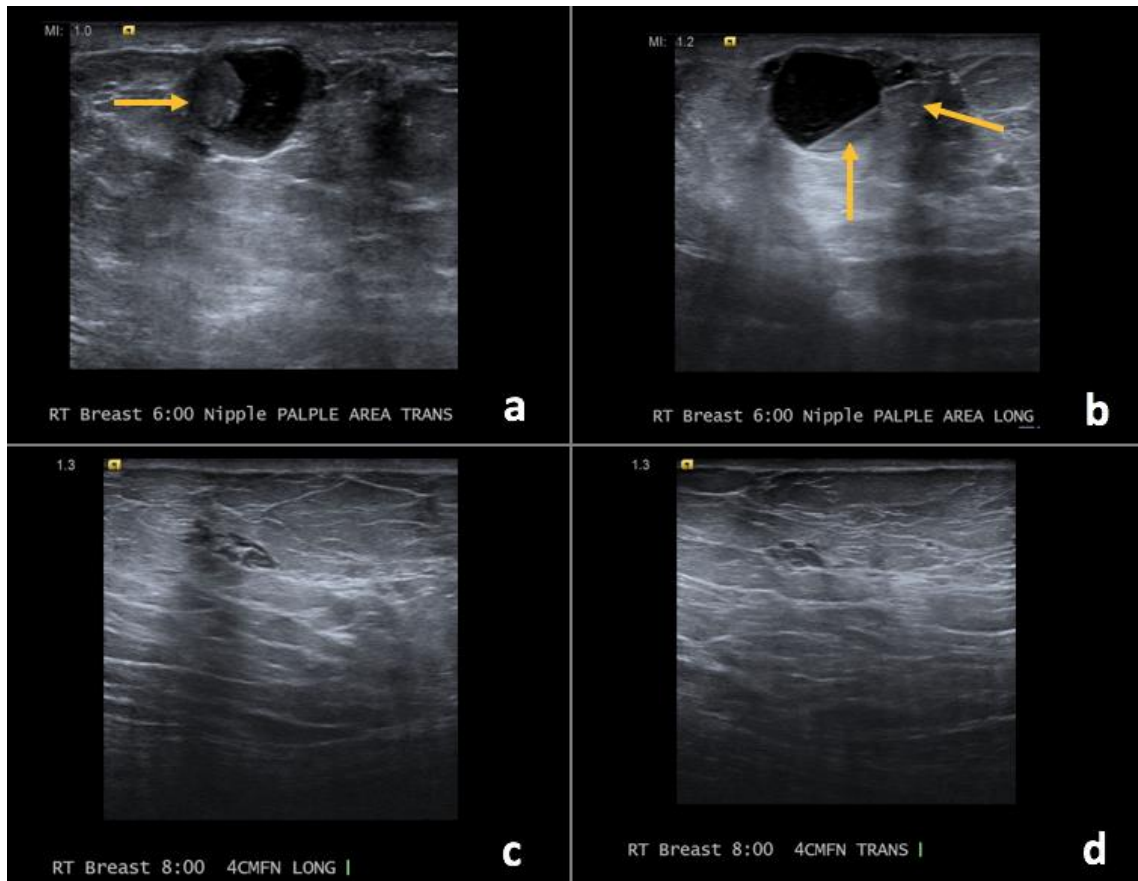 MI: 1.0
RT Breast 6:00 Nipple PALPLE AREA TRANS
a
MI: 1.2
RT Breast 6:00 Nipple PALPLE AREA LONG
b
1.3
RT Breast 8:00 4CMFN LONG
c
1.3
RT Breast 8:00 4CMFN TRANS
d